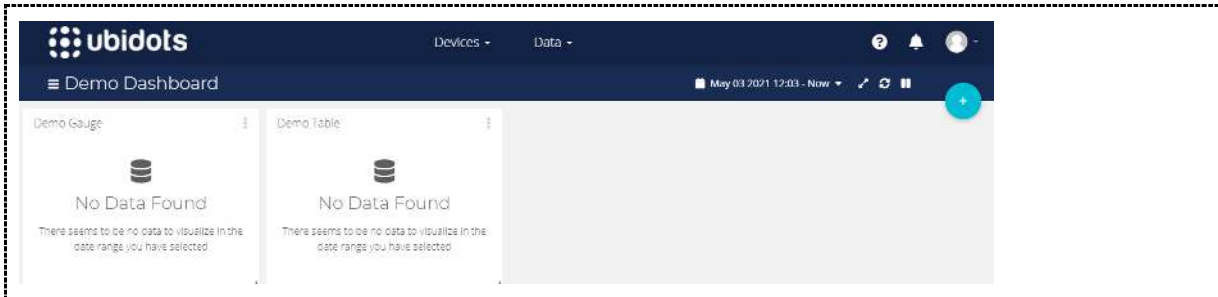 ubidots
Devices
Data
Demo Dashboard
May 03 2021 12:03 - Now
Demo Gauge
Demo Table
No Data Found
No Data Found
There seems to be no data to visualize in the
date range you have selected
There seems to be no data to visualize in the
date range you have selected